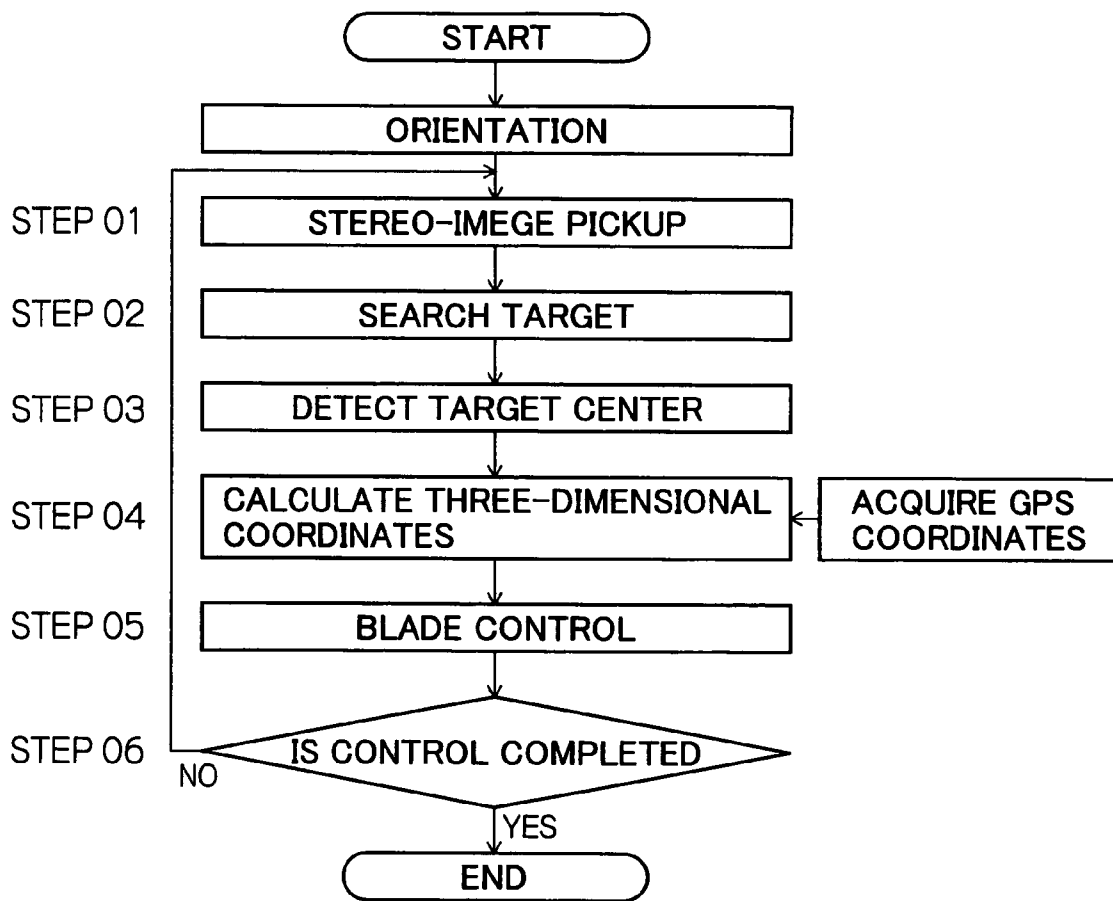 START
ORIENTATION
STEP 01
STEREO-IMEGE PICKUP
STEP 02
SEARCH TARGET
STEP 03
DETECT TARGET CENTER
STEP 04
CALCULATE THREE-DIMENSIONAL
COORDINATES
ACQUIRE GPS
COORDINATES
STEP 05
BLADE CONTROL
STEP 06
IS CONTROL COMPLETED
NO
YES
END